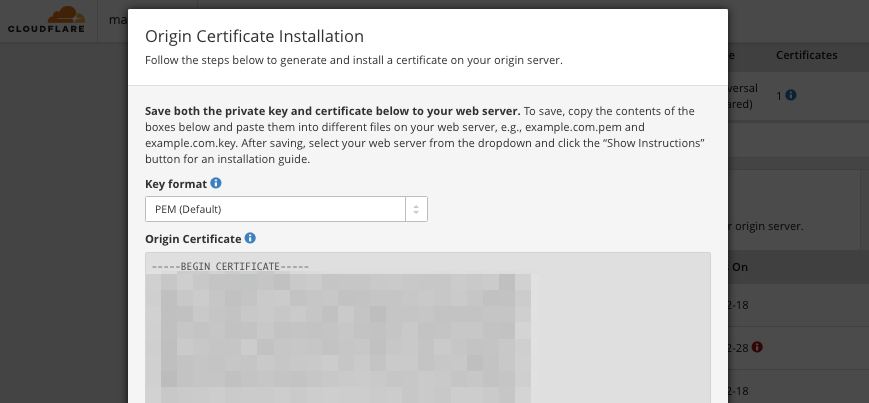 CLOUDFLARE
ma
Origin Certificate Installation
Follow the steps below to generate and install a certificate on your origin server.
e
Certificates
versal
ared)
1
Save both the private key and certificate below to your web server. To save, copy the contents of the
boxes below and paste them into different files on your web server, e.g., example.com.pem and
example.com.key. After saving, select your web server from the dropdown and click the “Show Instructions”
button for an installation guide.
Key format
PEM (Default)
r origin server.
Origin Certificate
-----BEGIN CERTIFICATE-----
On
2-18
2-28
2-18